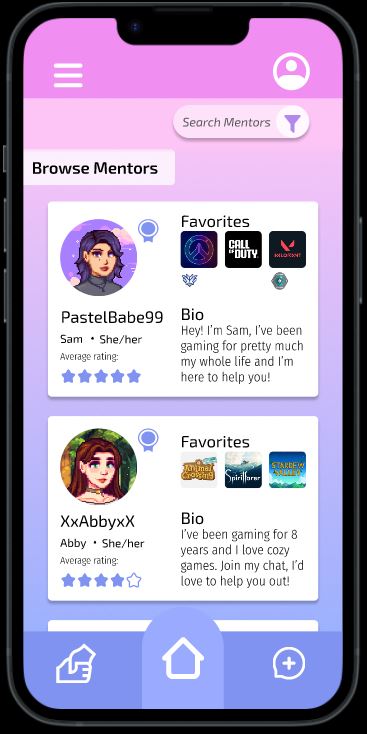 Search Mentors
Browse Mentors
Favorites
CALL OF DUTY
VALORANT
PastelBabe99
Sam • She/her
Average rating:
Bio
Hey! I'm Sam, I've been
gaming for pretty much
my whole life and I'm
here to help you!
Favorites
Animal
Crossing
Spiritfarer
STARDEW
VALLEY
XxAbbyxX
Abby • She/her
Average rating:
Bio
I've been gaming for 8
years and I love cozy
games. Join my chat, I'd
love to help you out!